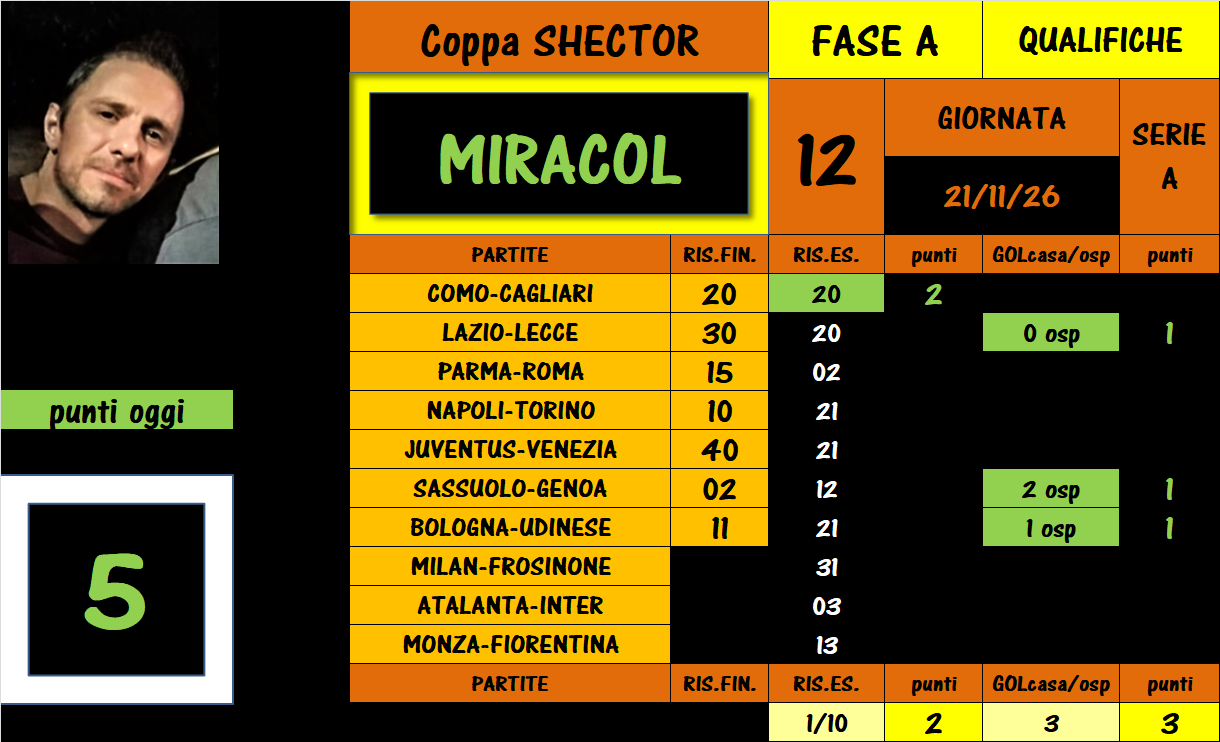 Coppa SHECTOR FASE A QUALIFICHE
MIRACOL 12 GIORNATA SERIE A
21/11/26
PARTITE RIS.FIN. RIS.ES. punti GOLcasa/osp punti
COMO-CAGLIARI 20 20 2
LAZIO-LECCE 30 20 0 osp 1
PARMA-ROMA 15 02
punti oggi
NAPOLI-TORINO 10 21
JUVENTUS-VENEZIA 40 21
SASSUOLO-GENOA 02 12 2 osp 1
BOLOGNA-UDINESE 11 21 1 osp 1
5
MILAN-FROSINONE 31
ATALANTA-INTER 03
MONZA-FIORENTINA 13
PARTITE RIS.FIN. RIS.ES. punti GOLcasa/osp punti
1/10 2 3 3